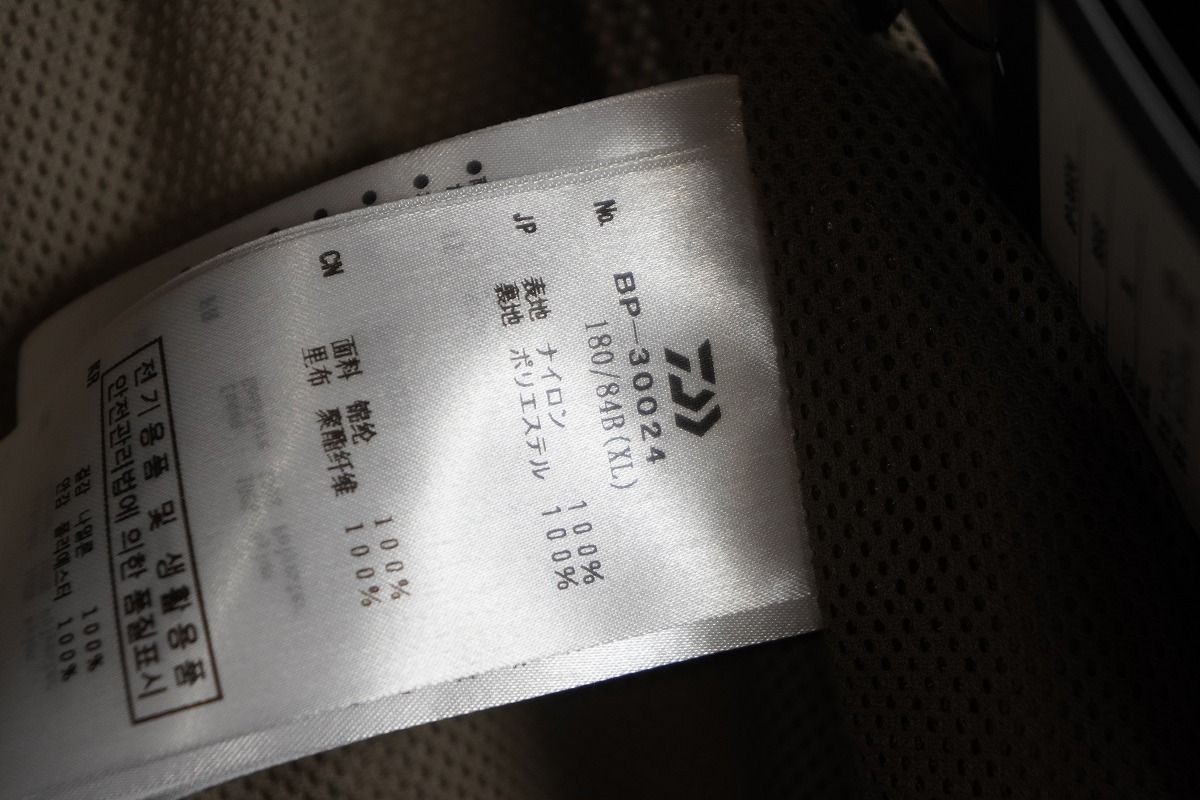 No. BP-30024
180/84B(XL)
JP 表地 ナイロン 100%
裏地 ポリエステル 100%
CN 面料 锦纶 100%
里布 聚酯纤维 100%
전기용품 및 생활용품
안전관리법에 의한 품질표시
KR 겉감 나일론 100%
안감 폴리에스터 100%